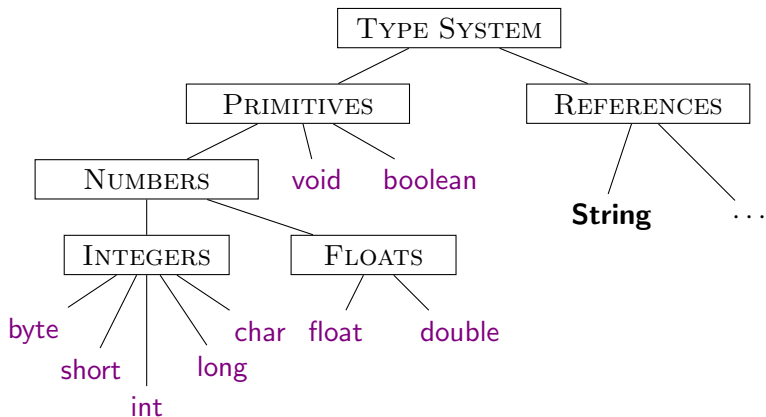 TYPE SYSTEM
PRIMITIVES REFERENCES
NUMBERS void boolean
String ...
INTEGERS FLOATS
byte short int long char float double